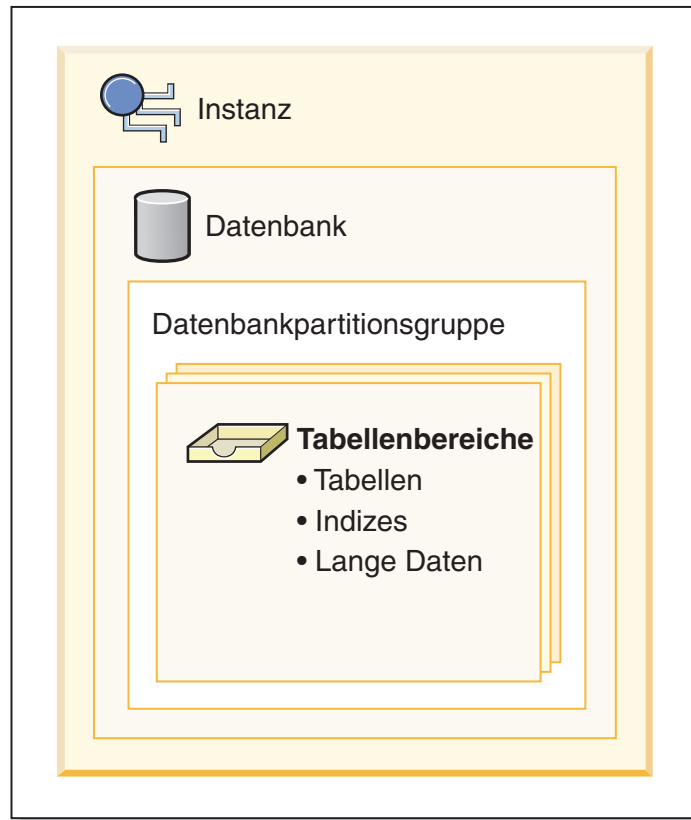 Instanz
Datenbank
Datenbankpartitionsgruppe
Tabellenbereiche
• Tabellen
• Indizes
• Lange Daten